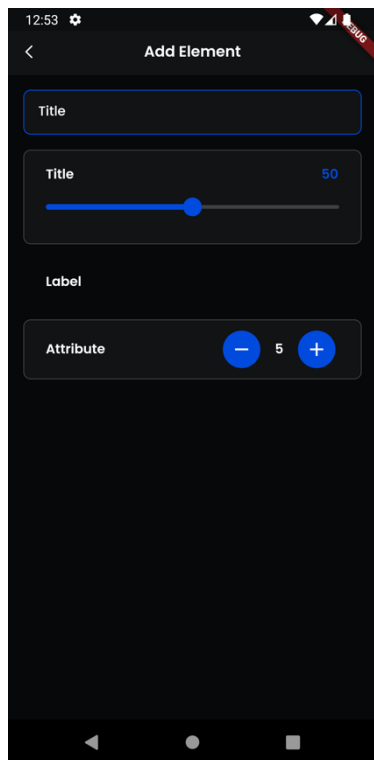 12:53
DEBUG
Add Element
Title
Title 50
Label
Attribute 5